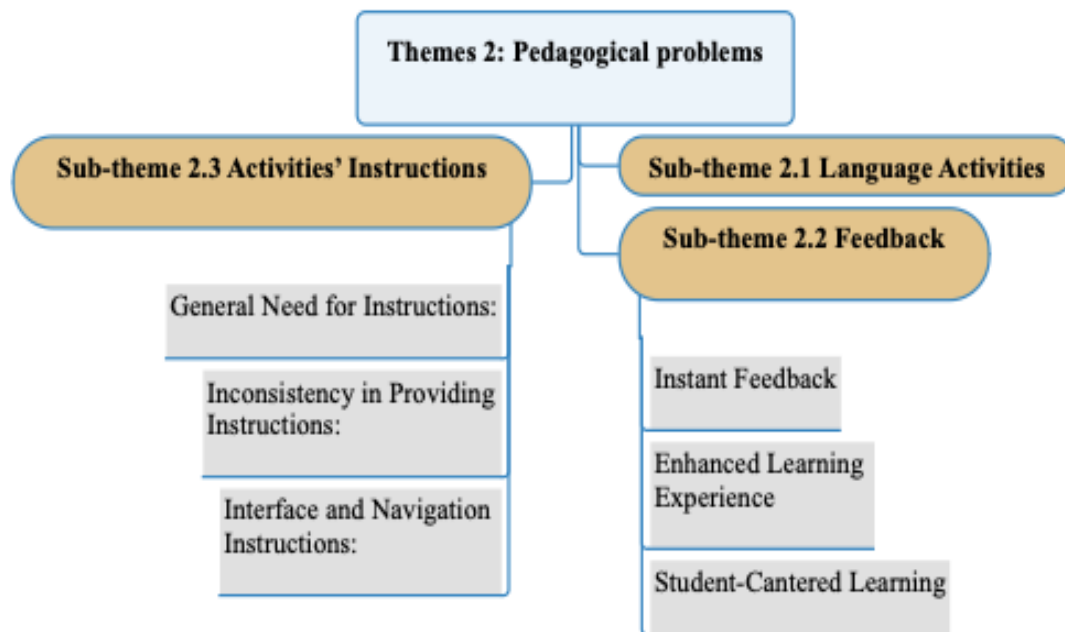 Themes 2: Pedagogical problems
Sub-theme 2.3 Activities’ Instructions
General Need for Instructions:
Inconsistency in Providing
Instructions:
Interface and Navigation
Instructions:
Sub-theme 2.1 Language Activities
Sub-theme 2.2 Feedback
Instant Feedback
Enhanced Learning
Experience
Student-Cantered Learning